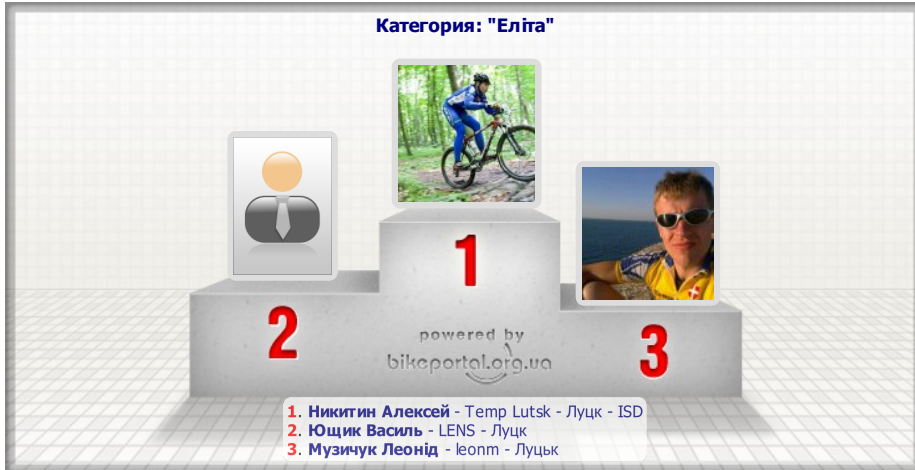 Категория: "Еліта"
1
2
3
powered by
bikeportal.org.ua
1. Никитин Алексей - Temp Lutsk - Луцк - ISD
2. Ющик Василь - LENS - Луцк
3. Музичук Леонід - leonm - Луцьк